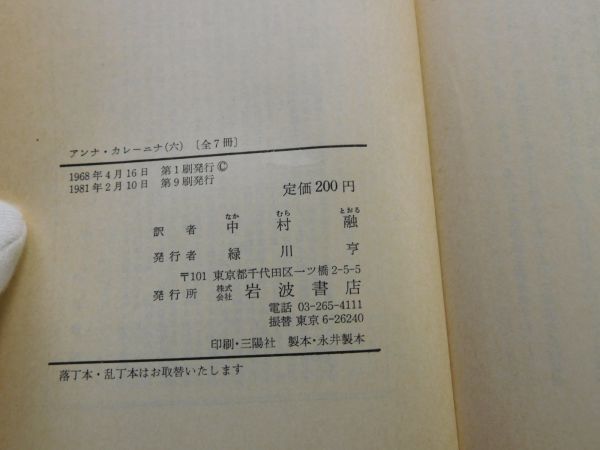 アンナ・カレーニナ(六) 〔全7冊〕
1968年4月16日 第1刷発行©
1981年2月10日 第9刷発行
定価200円
なか むら とおる
訳者 中村融
発行者 緑川亨
〒101 東京都千代田区一ツ橋2-5-5
発行所 株式会社 岩波書店
電話 03-265-4111
振替 東京6-26240
印刷・三陽社 製本・永井製本
落丁本・乱丁本はお取替いたします